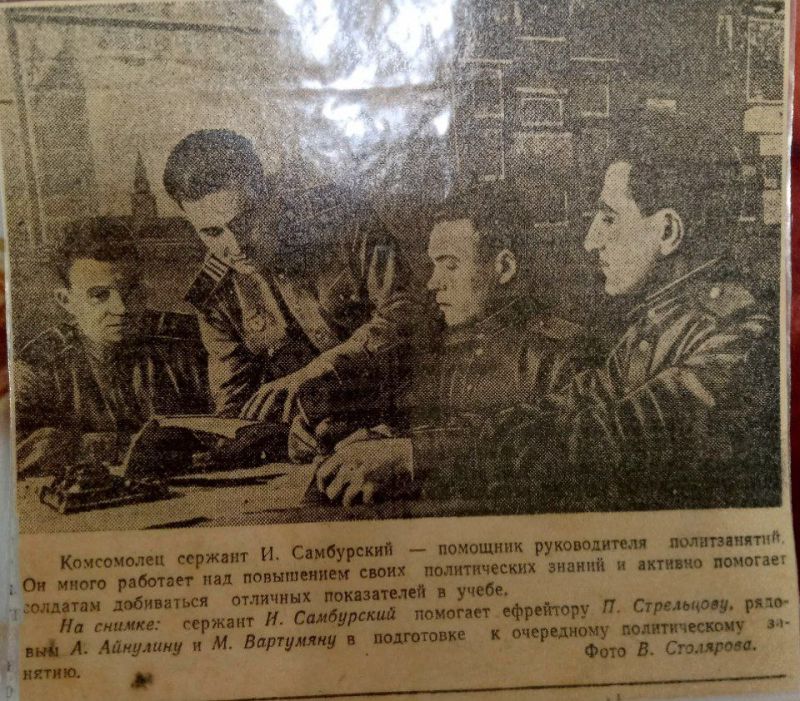 Комсомолец сержант И. Самбурский — помощник руководителя политзанятий.
Он много работает над повышением своих политических знаний и активно помогает
солдатам добиваться отличных показателей в учебе.
На снимке: сержант И. Самбурский помогает ефрейтору П. Стрельцову, рядо-
вым А. Айнулину и М. Вартумяну в подготовке к очередному политическому за-
нятию. Фото В. Столярова.